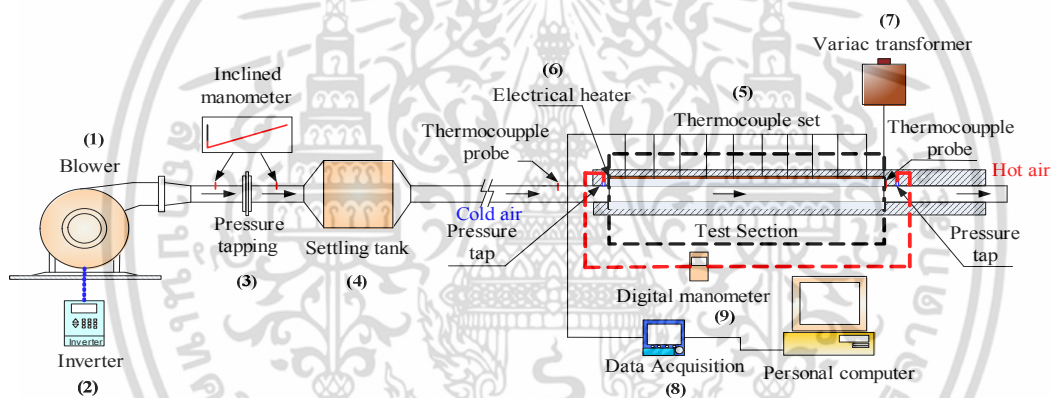 (1)
Blower
Inverter
Inverter
(2)
Inclined
manometer
Pressure
tapping
(3)
Settling tank
(4)
Thermocoupple
probe
(6)
Electrical heater
Cold air
Pressure
tap
(5)
Thermocouple set
Test Section
(7)
Variac transformer
Thermocoupple
probe
Hot air
Pressure
tap
Digital manometer
(9)
Data Acquisition
(8)
Personal computer